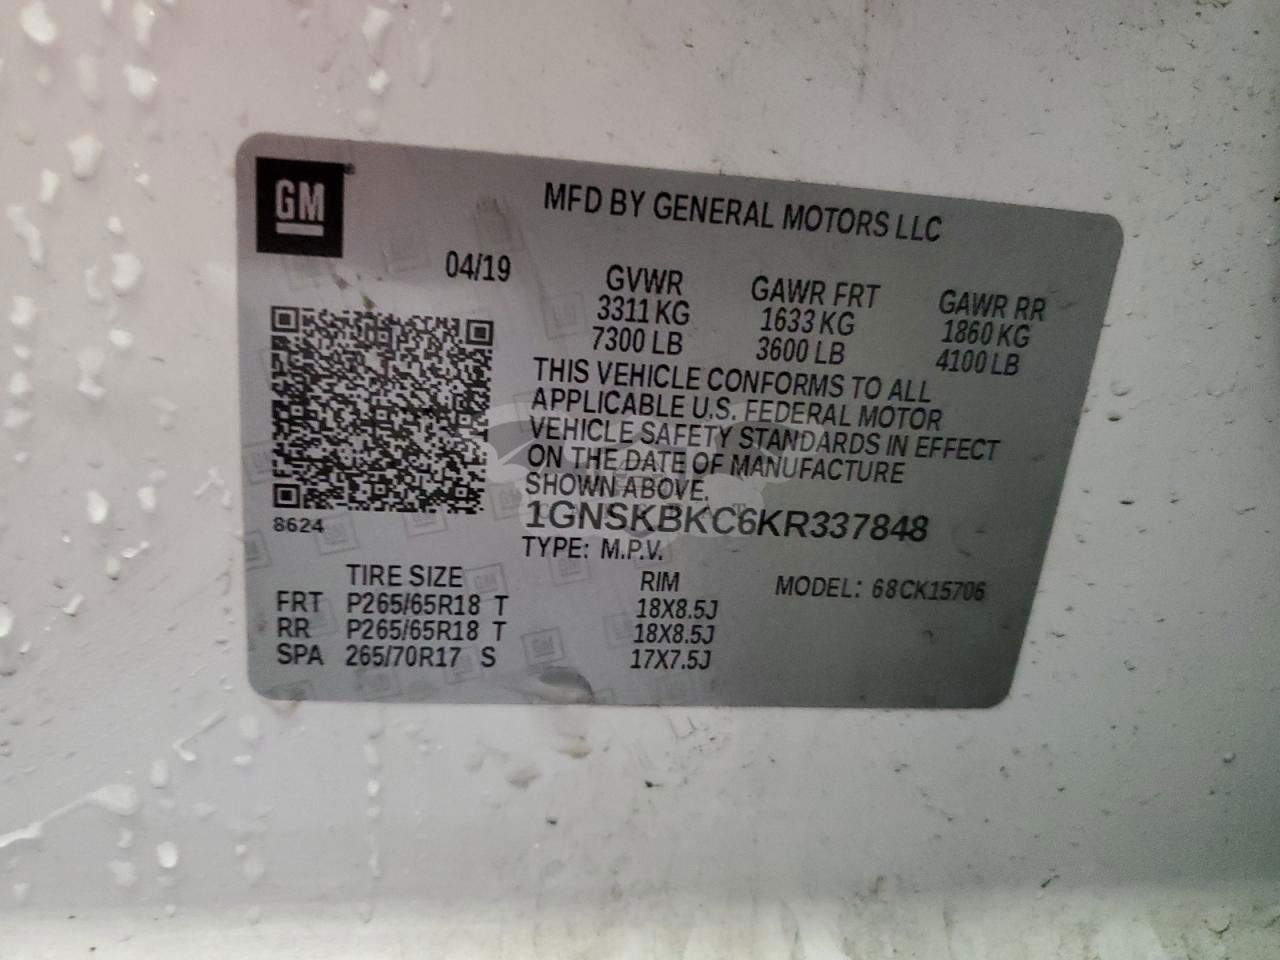 GM
MFD BY GENERAL MOTORS LLC
04/19
GVWR GAWR FRT GAWR RR
3311 KG 1633 KG 1860 KG
7300 LB 3600 LB 4100 LB
THIS VEHICLE CONFORMS TO ALL
APPLICABLE U.S. FEDERAL MOTOR
VEHICLE SAFETY STANDARDS IN EFFECT
ON THE DATE OF MANUFACTURE
SHOWN ABOVE.
1GNSKBKC6KR337848
8624
TYPE: M.P.V.
TIRE SIZE RIM MODEL: 68CK15706
FRT P265/65R18 T 18X8.5J
RR P265/65R18 T 18X8.5J
SPA 265/70R17 S 17X7.5J